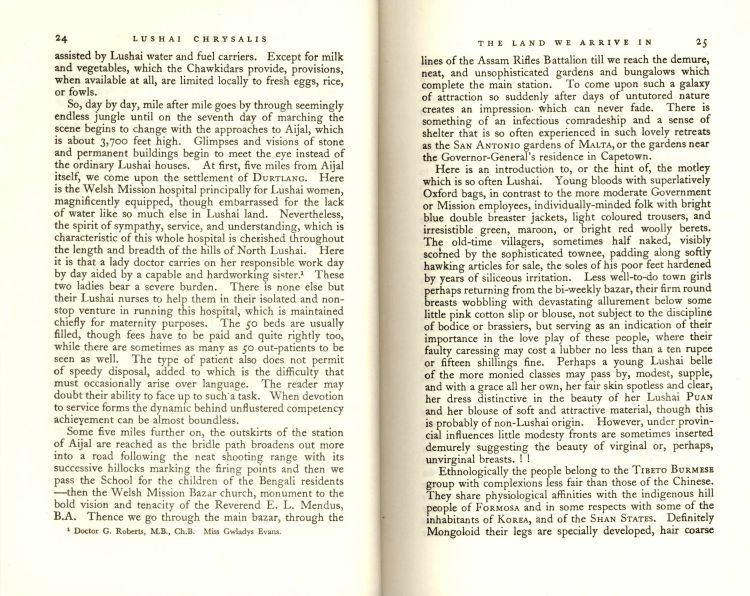 24 LUSHAI CHRYSALIS
assisted by Lushai water and fuel carriers. Except for milk
and vegetables, which the Chawkidars provide, provisions,
when available at all, are limited locally to fresh eggs, rice,
or fowls.
So, day by day, mile after mile goes by through seemingly
endless jungle until on the seventh day of marching the
scene begins to change with the approaches to Aijal, which
is about 3,700 feet high. Glimpses and visions of stone
and permanent buildings begin to meet the eye instead of
the ordinary Lushai houses. At first, five miles from Aijal
itself, we come upon the settlement of DURTLANG. Here
is the Welsh Mission hospital principally for Lushai women,
magnificently equipped, though embarrassed for the lack
of water like so much else in Lushai land. Nevertheless,
the spirit of sympathy, service, and understanding, which is
characteristic of this whole hospital is cherished throughout
the length and breadth of the hills of North Lushai. Here
it is that a lady doctor carries on her responsible work day
by day aided by a capable and hardworking sister.¹ These
two ladies bear a severe burden. There is none else but
their Lushai nurses to help them in their isolated and non-
stop venture in running this hospital, which is maintained
chiefly for maternity purposes. The 50 beds are usually
filled, though fees have to be paid and quite rightly too,
while there are sometimes as many as 50 out-patients to be
seen as well. The type of patient also does not permit
of speedy disposal, added to which is the difficulty that
must occasionally arise over language. The reader may
doubt their ability to face up to such a task. When devotion
to service forms the dynamic behind unflustered competency
achievement can be almost boundless.
Some five miles further on, the outskirts of the station
of Aijal are reached as the bridle path broadens out more
into a road following the neat shooting range with its
successive hillocks marking the firing points and then we
pass the School for the children of the Bengali residents
—then the Welsh Mission Bazar church, monument to the
bold vision and tenacity of the Reverend E. L. Mendus,
B.A. Thence we go through the main bazar, through the
¹ Doctor G. Roberts, M.B., Ch.B. Miss Gwladys Evans.
THE LAND WE ARRIVE IN 25
lines of the Assam Rifles Battalion till we reach the demure,
neat, and unsophisticated gardens and bungalows which
complete the main station. To come upon such a galaxy
of attraction so suddenly after days of untutored nature
creates an impression which can never fade. There is
something of an infectious comradeship and a sense of
shelter that is so often experienced in such lovely retreats
as the SAN ANTONIO gardens of MALTA, or the gardens near
the Governor-General's residence in Capetown.
Here is an introduction to, or the hint of, the motley
which is so often Lushai. Young bloods with superlatively
Oxford bags, in contrast to the more moderate Government
or Mission employees, individually-minded folk with bright
blue double breaster jackets, light coloured trousers, and
irresistible green, maroon, or bright red woolly berets.
The old-time villagers, sometimes half naked, visibly
scorned by the sophisticated townee, padding along softly
hawking articles for sale, the soles of his poor feet hardened
by years of siliceous irritation. Less well-to-do town girls
perhaps returning from the bi-weekly bazar, their firm round
breasts wobbling with devastating allurement below some
little pink cotton slip or blouse, not subject to the discipline
of bodice or brassiers, but serving as an indication of their
importance in the love play of these people, where their
faulty caressing may cost a lubber no less than a ten rupee
or fifteen shillings fine. Perhaps a young Lushai belle
of the more monied classes may pass by, modest, supple,
and with a grace all her own, her fair skin spotless and clear,
her dress distinctive in the beauty of her Lushai PUAN
and her blouse of soft and attractive material, though this
is probably of non-Lushai origin. However, under provin-
cial influences little modesty fronts are sometimes inserted
demurely suggesting the beauty of virginal or, perhaps,
unvirginal breasts. ! !
Ethnologically the people belong to the TIBETO BURMESE
group with complexions less fair than those of the Chinese.
They share physiological affinities with the indigenous hill
people of FORMOSA and in some respects with some of the
inhabitants of KOREA, and of the SHAN STATES. Definitely
Mongoloid their legs are specially developed, hair coarse